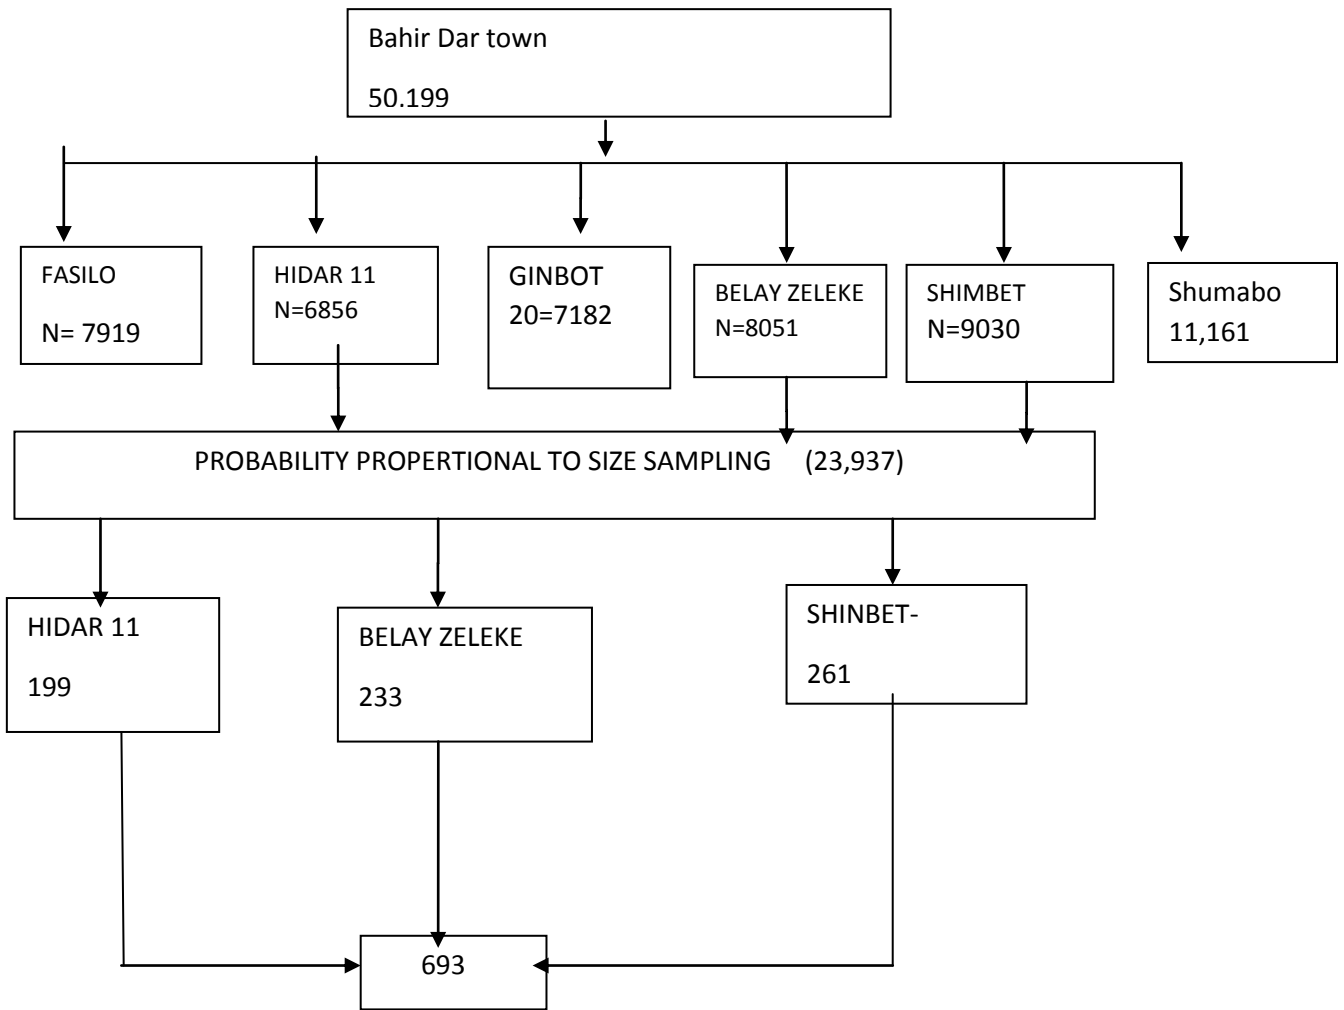 Bahir Dar town
50,199
FASILO
N= 7919
HIDAR 11
N=6856
GINBOT
20=7182
BELAY ZELEKE
N=8051
SHIMBET
N=9030
Shumabo
11,161
PROBABILITY PROPERTIONAL TO SIZE SAMPLING (23,937)
HIDAR 11
199
BELAY ZELEKE
233
SHINBET-
261
693